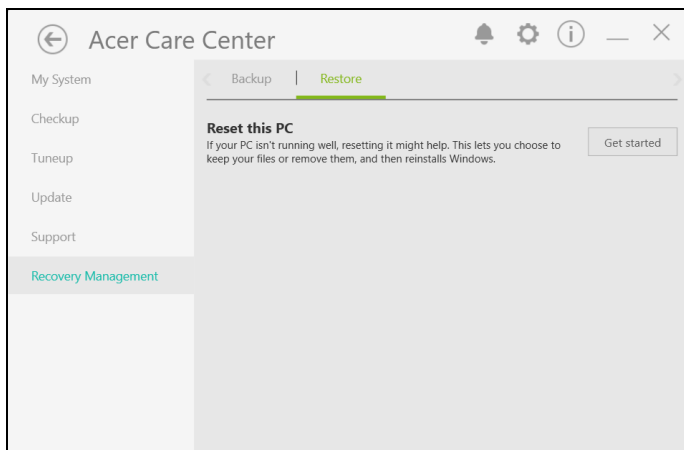 Acer Care Center
My System
Checkup
Tuneup
Update
Support
Recovery Management
Backup
Restore
Reset this PC
If your PC isn't running well, resetting it might help. This lets you choose to
keep your files or remove them, and then reinstalls Windows.
Get started